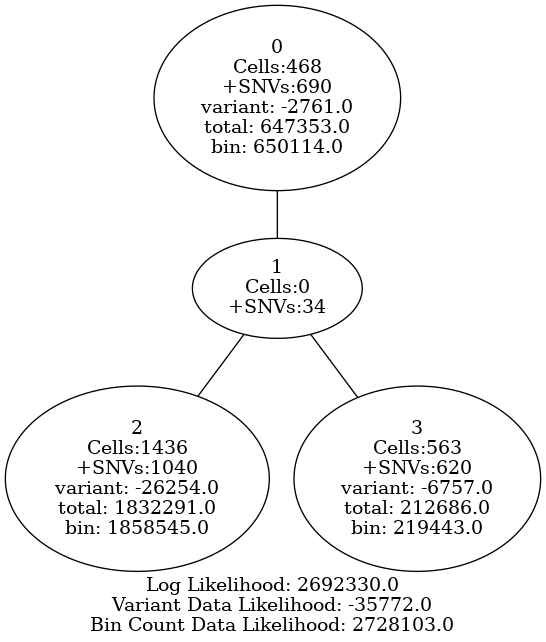 0
Cells:468
+SNVs:690
variant: -2761.0
total: 647353.0
bin: 650114.0
1
Cells:0
+SNVs:34
2
Cells:1436
+SNVs:1040
variant: -26254.0
total: 1832291.0
bin: 1858545.0
3
Cells:563
+SNVs:620
variant: -6757.0
total: 212686.0
bin: 219443.0
Log Likelihood: 2692330.0
Variant Data Likelihood: -35772.0
Bin Count Data Likelihood: 2728103.0